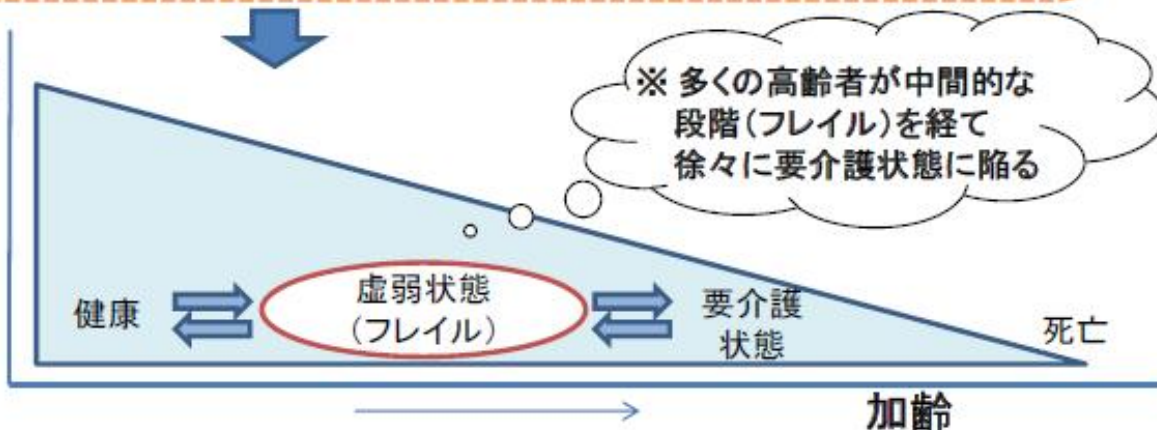 ※ 多くの高齢者が中間的な
段階(フレイル)を経て
徐々に要介護状態に陥る
健康
虚弱状態
(フレイル)
要介護
状態
死亡
加齢